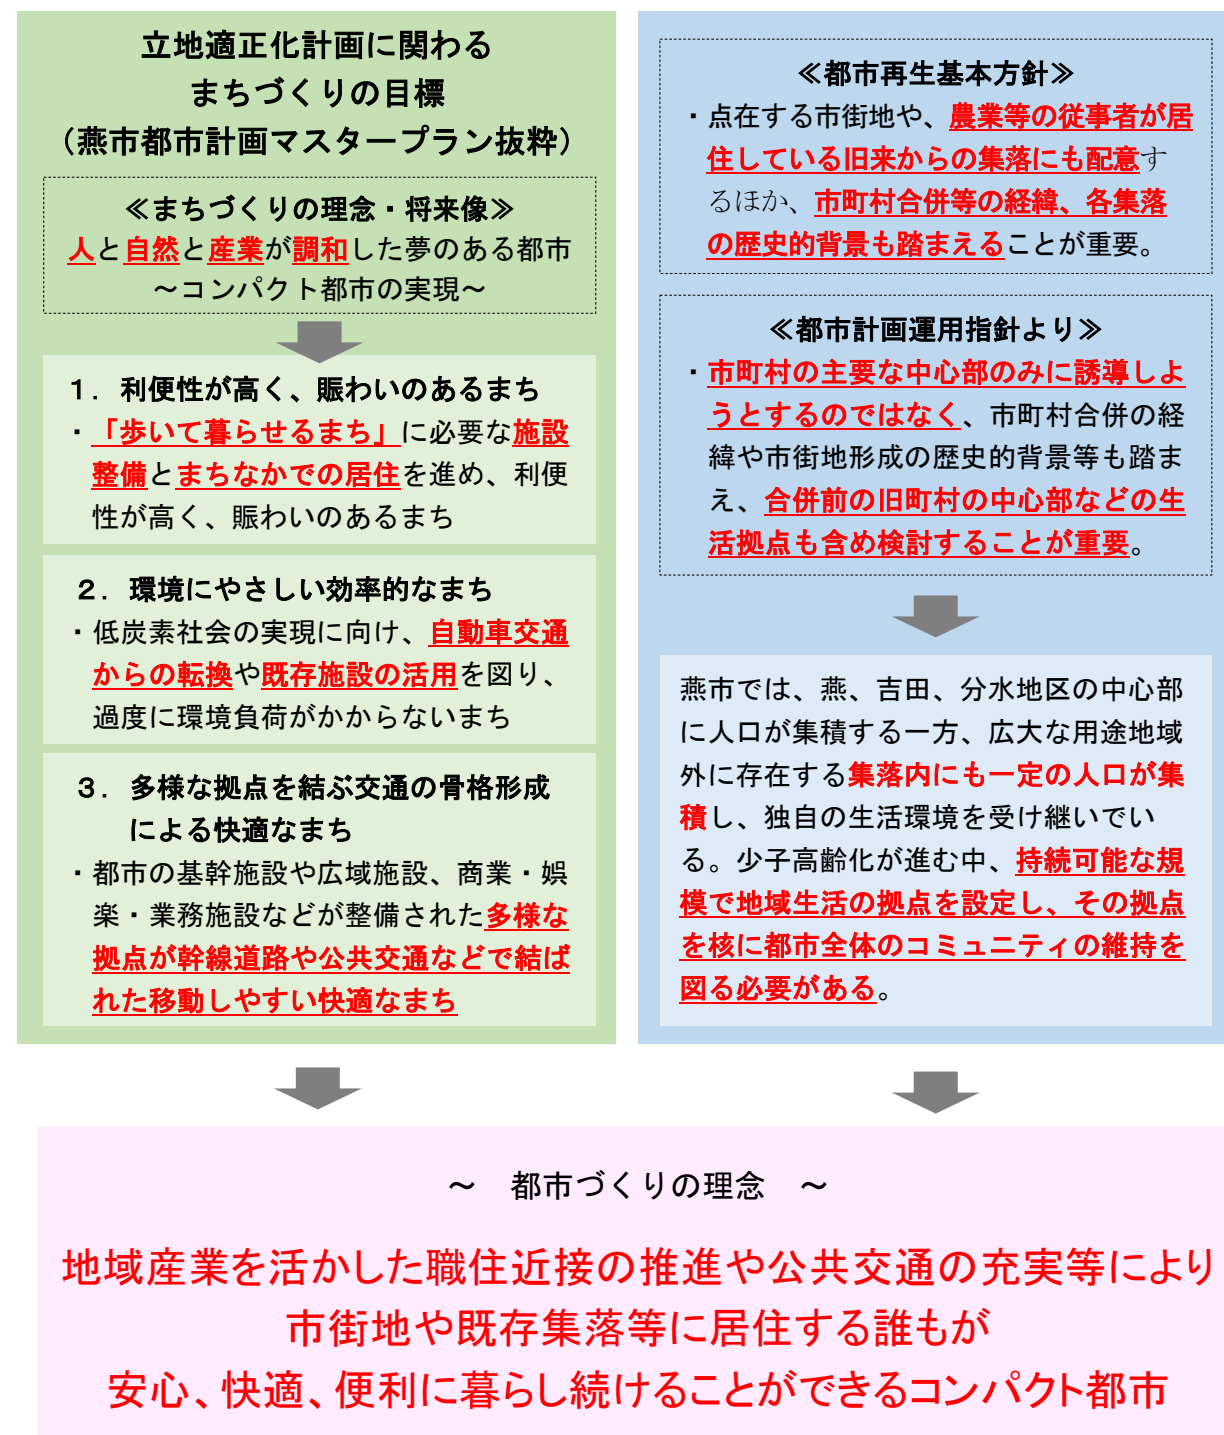 立地適正化計画に関わる
まちづくりの目標
（燕市都市計画マスタープラン抜粋）
≪まちづくりの理念・将来像≫
人と自然と産業が調和した夢のある都市
～コンパクト都市の実現～
１．利便性が高く、賑わいのあるまち
・「歩いて暮らせるまち」に必要な施設
整備とまちなかでの居住を進め、利便
性が高く、賑わいのあるまち
２．環境にやさしい効率的なまち
・低炭素社会の実現に向け、自動車交通
からの転換や既存施設の活用を図り、
過度に環境負荷がかからないまち
３．多様な拠点を結ぶ交通の骨格形成
による快適なまち
・都市の基幹施設や広域施設、商業・娯
楽・業務施設などが整備された多様な
拠点が幹線道路や公共交通などで結ば
れた移動しやすい快適なまち
≪都市再生基本方針≫
・点在する市街地や、農業等の従事者が居
住している旧来からの集落にも配意す
るほか、市町村合併等の経緯、各集落
の歴史的背景も踏まえることが重要。
≪都市計画運用指針より≫
・市町村の主要な中心部のみに誘導しよ
うとするのではなく、市町村合併の経
緯や市街地形成の歴史的背景等も踏ま
え、合併前の旧町村の中心部などの生
活拠点も含め検討することが重要。
燕市では、燕、吉田、分水地区の中心部
に人口が集積する一方、広大な用途地域
外に存在する集落内にも一定の人口が集
積し、独自の生活環境を受け継いでい
る。少子高齢化が進む中、持続可能な規
模で地域生活の拠点を設定し、その拠点
を核に都市全体のコミュニティの維持を
図る必要がある。
～　都市づくりの理念　～
地域産業を活かした職住近接の推進や公共交通の充実等により
市街地や既存集落等に居住する誰もが
安心、快適、便利に暮らし続けることができるコンパクト都市